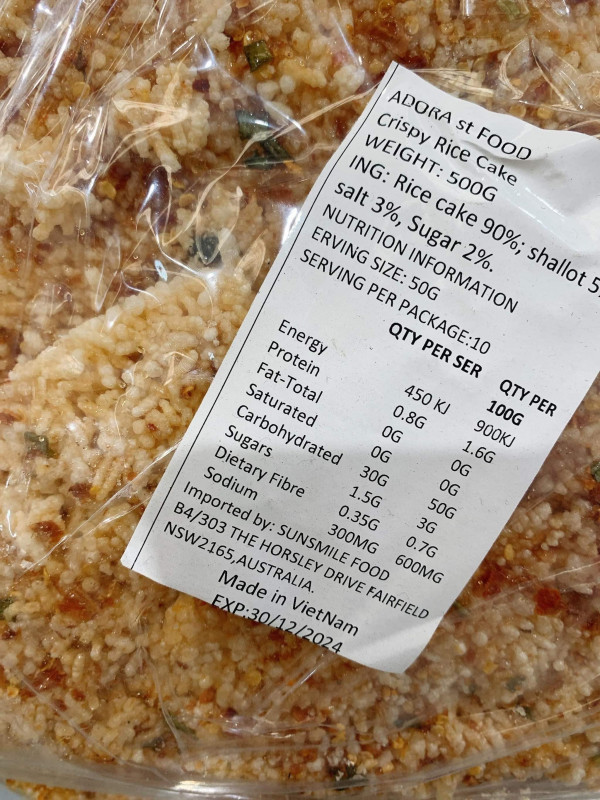 ADORA st FOOD
Crispy Rice Cake
WEIGHT: 500G
ING: Rice cake 90%; shallot 5
salt 3%, Sugar 2%.
NUTRITION INFORMATION
ERVING SIZE: 50G
SERVING PER PACKAGE:10
QTY PER SER QTY PER 100G
Energy 450 KJ 900KJ
Protein 0.8G 1.6G
Fat-Total 0G 0G
Saturated 0G 0G
Carbohydrated 30G 50G
Sugars 1.5G 3G
Dietary Fibre 0.35G 0.7G
Sodium 300MG 600MG
Imported by: SUNSMILE FOOD
B4/303 THE HORSLEY DRIVE FAIRFIELD
NSW2165,AUSTRALIA.
Made in VietNam
EXP:30/12/2024